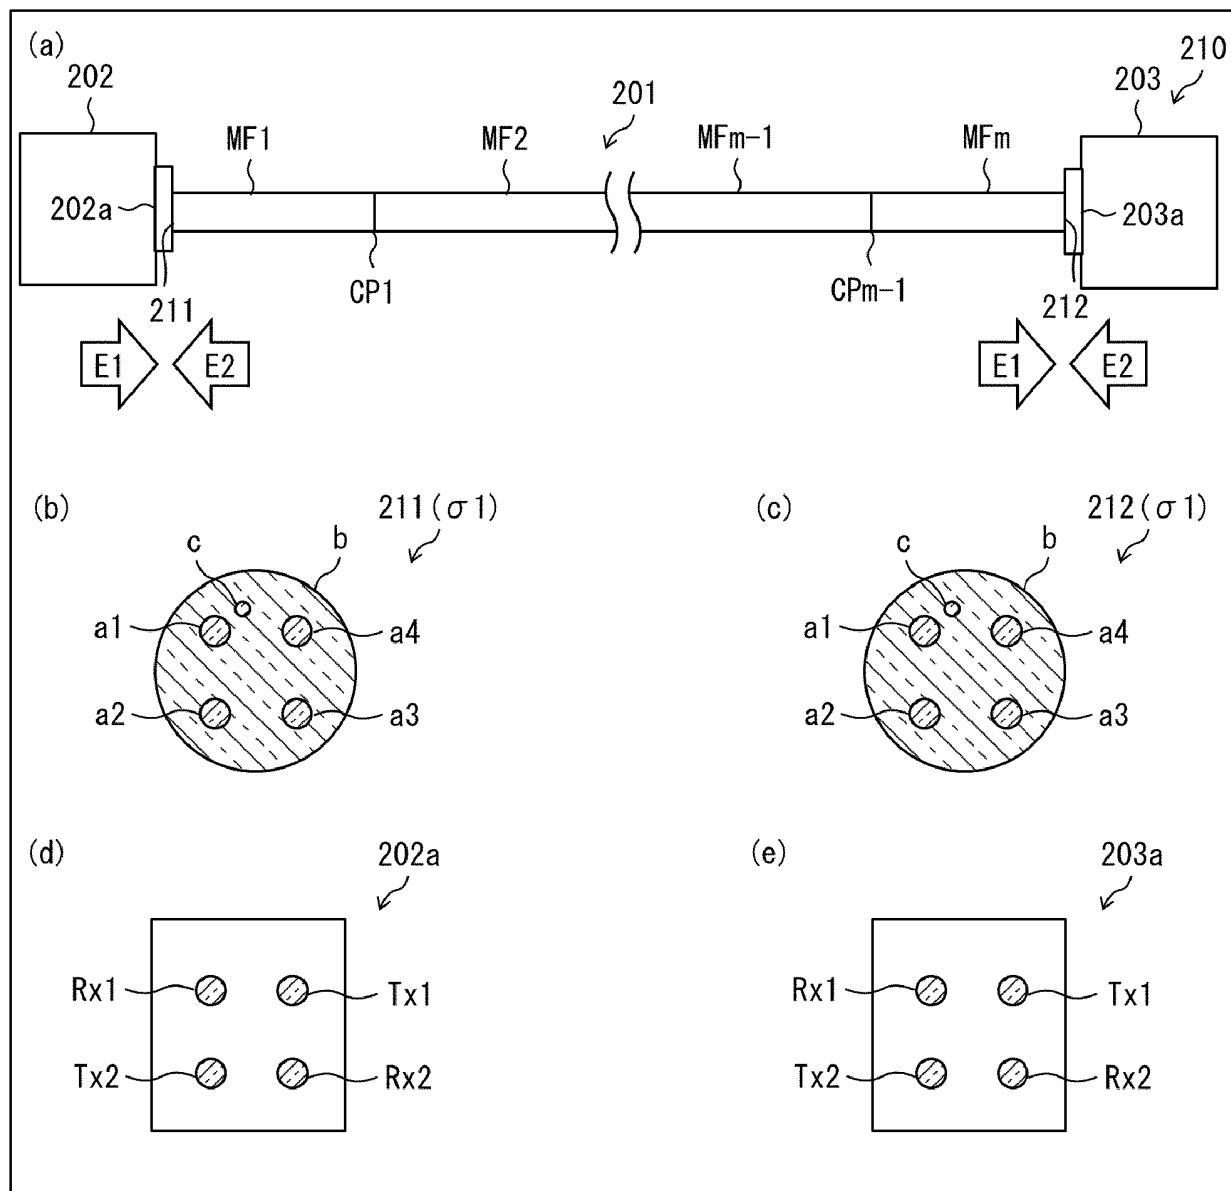 (a)
202
203
210
201
MF1
MF2
MFm-1
MFm
202a
203a
211
CP1
CPm-1
212
E1
E2
E1
E2
(b)
211(σ1)
c
b
a1
a4
a2
a3
(c)
212(σ1)
c
b
a1
a4
a2
a3
(d)
202a
Rx1
Tx1
Tx2
Rx2
(e)
203a
Rx1
Tx1
Tx2
Rx2